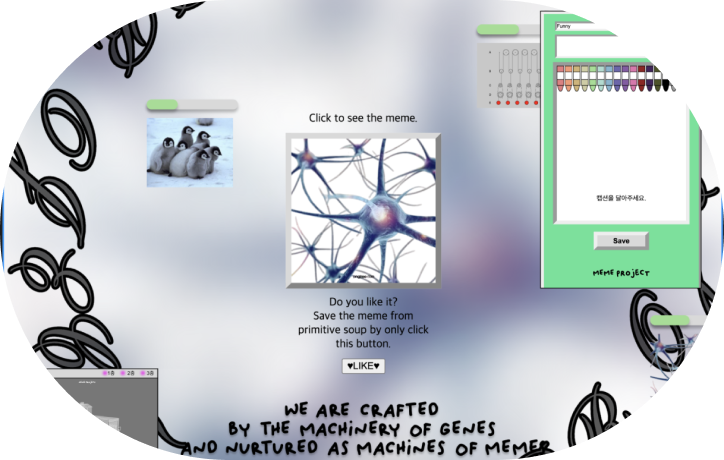 Funny
Click to see the meme.
캡션을 달아주세요.
Save
MEME PROJECT
Do you like it?
Save the meme from
primitive soup by only click
this button.
♥LIKE♥
1층 2층 3층
WE ARE CRAFTED
BY THE MACHINERY OF GENES
AND NURTURED AS MACHINES OF MEMER